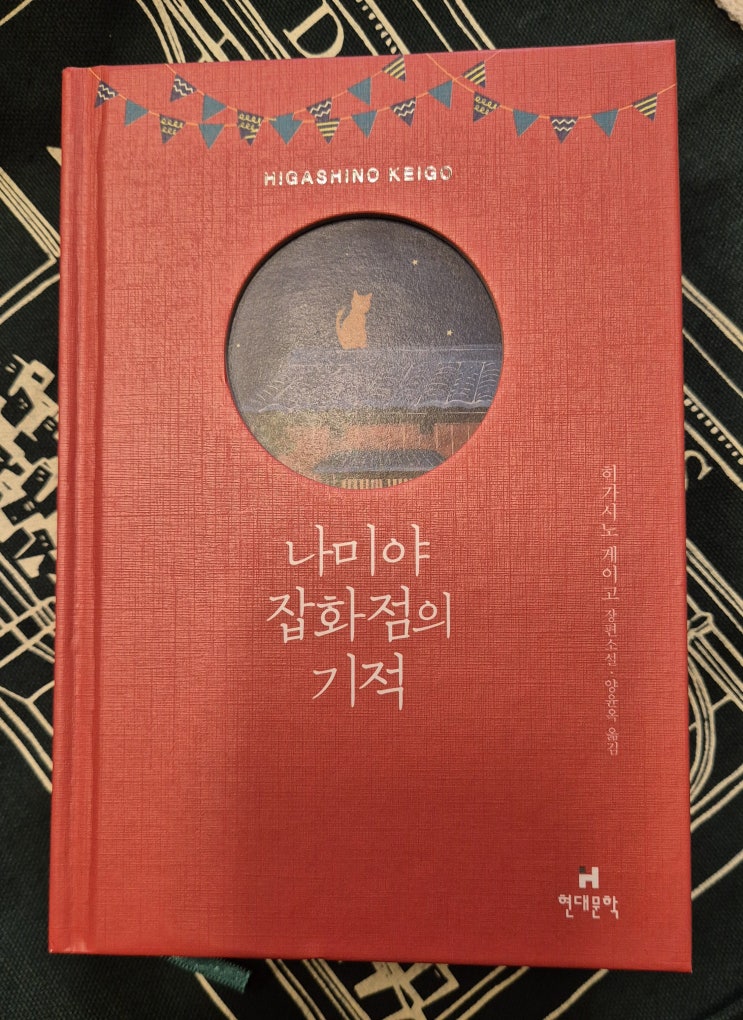 HIGASHINO KEIGO
나미야
잡화점의
기적
히가시노 게이고 장편소설 · 양윤옥 옮김
H
현대문학
D
C